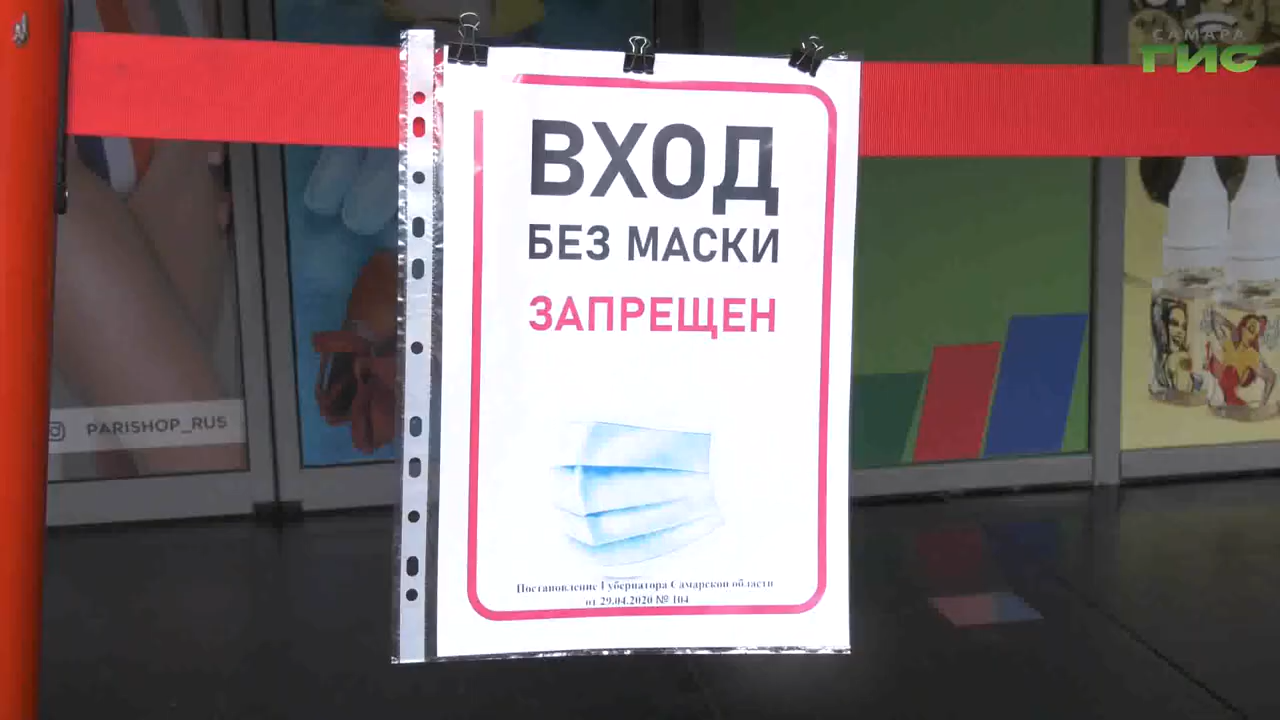 САМАРА
ГИС
ВХОД
БЕЗ МАСКИ
ЗАПРЕЩЕН
PARISHOP_RUS
Постановление Губернатора Самарской области
от 29.04.2020 № 104